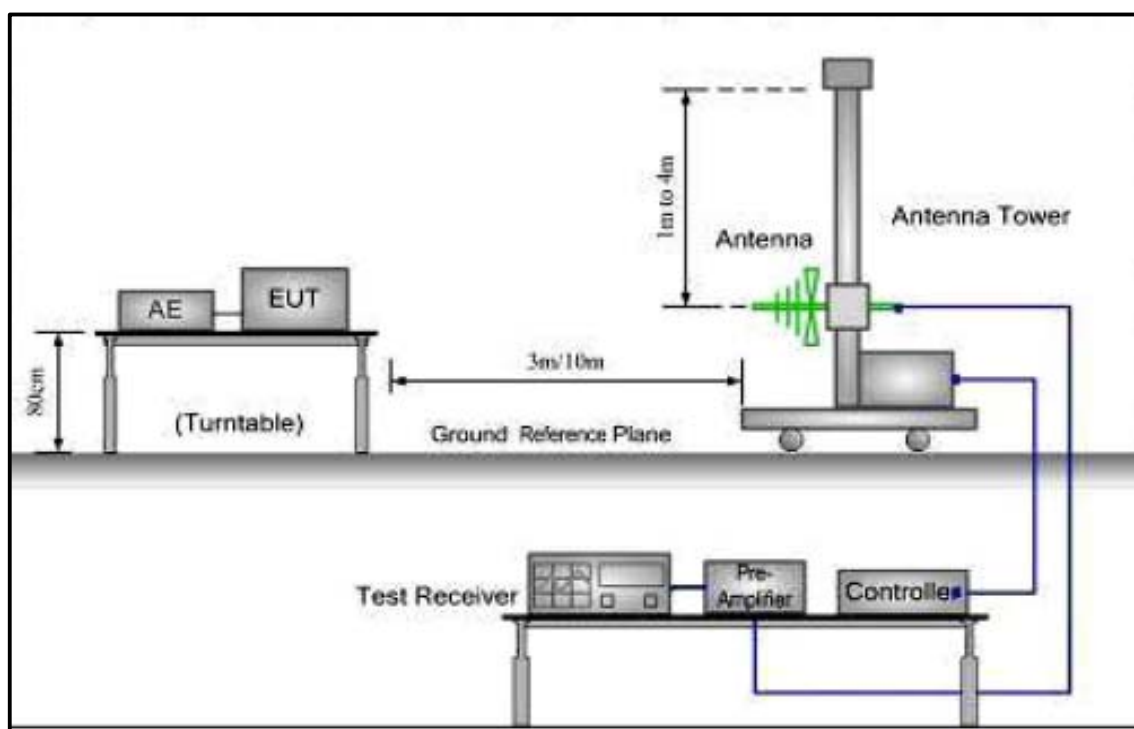 1m to 4m
Antenna Tower
Antenna
AE
EUT
80cm
3m/10m
(Turntable)
Ground Reference Plane
Test Receiver
Pre-
Amplifier
Controlle